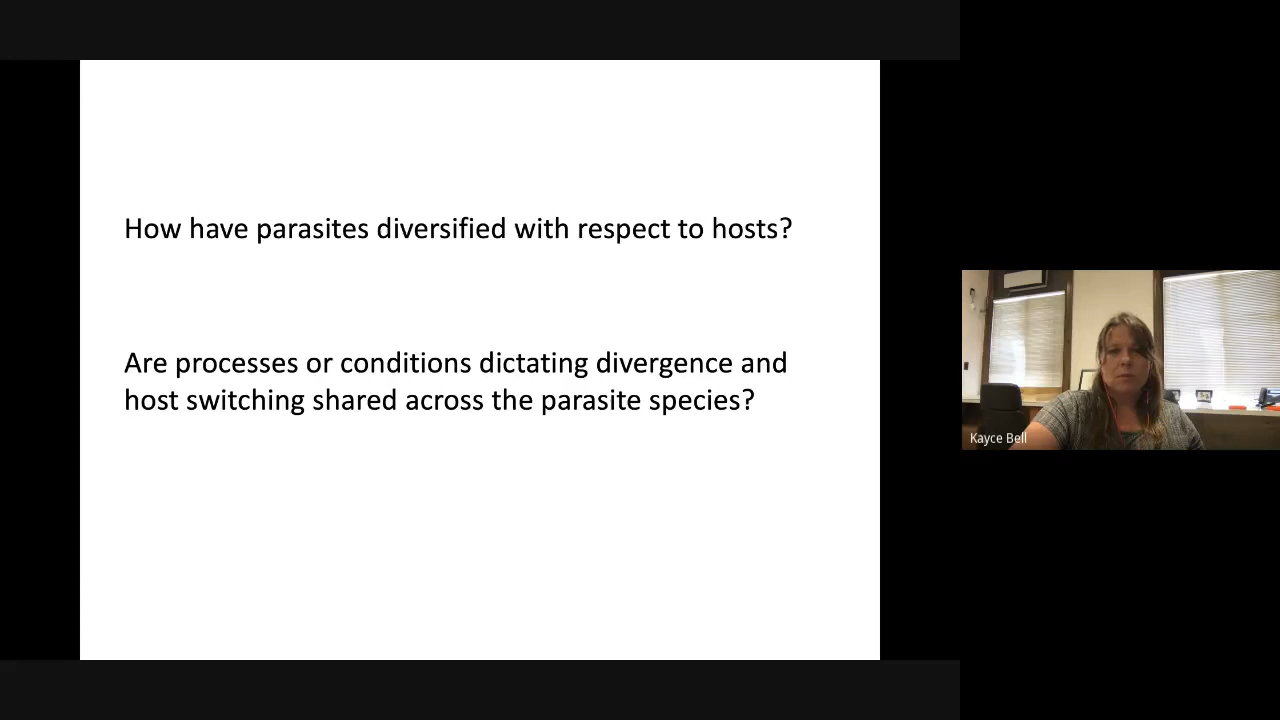 How have parasites diversified with respect to hosts?
Are processes or conditions dictating divergence and
host switching shared across the parasite species?
Kayce Bell